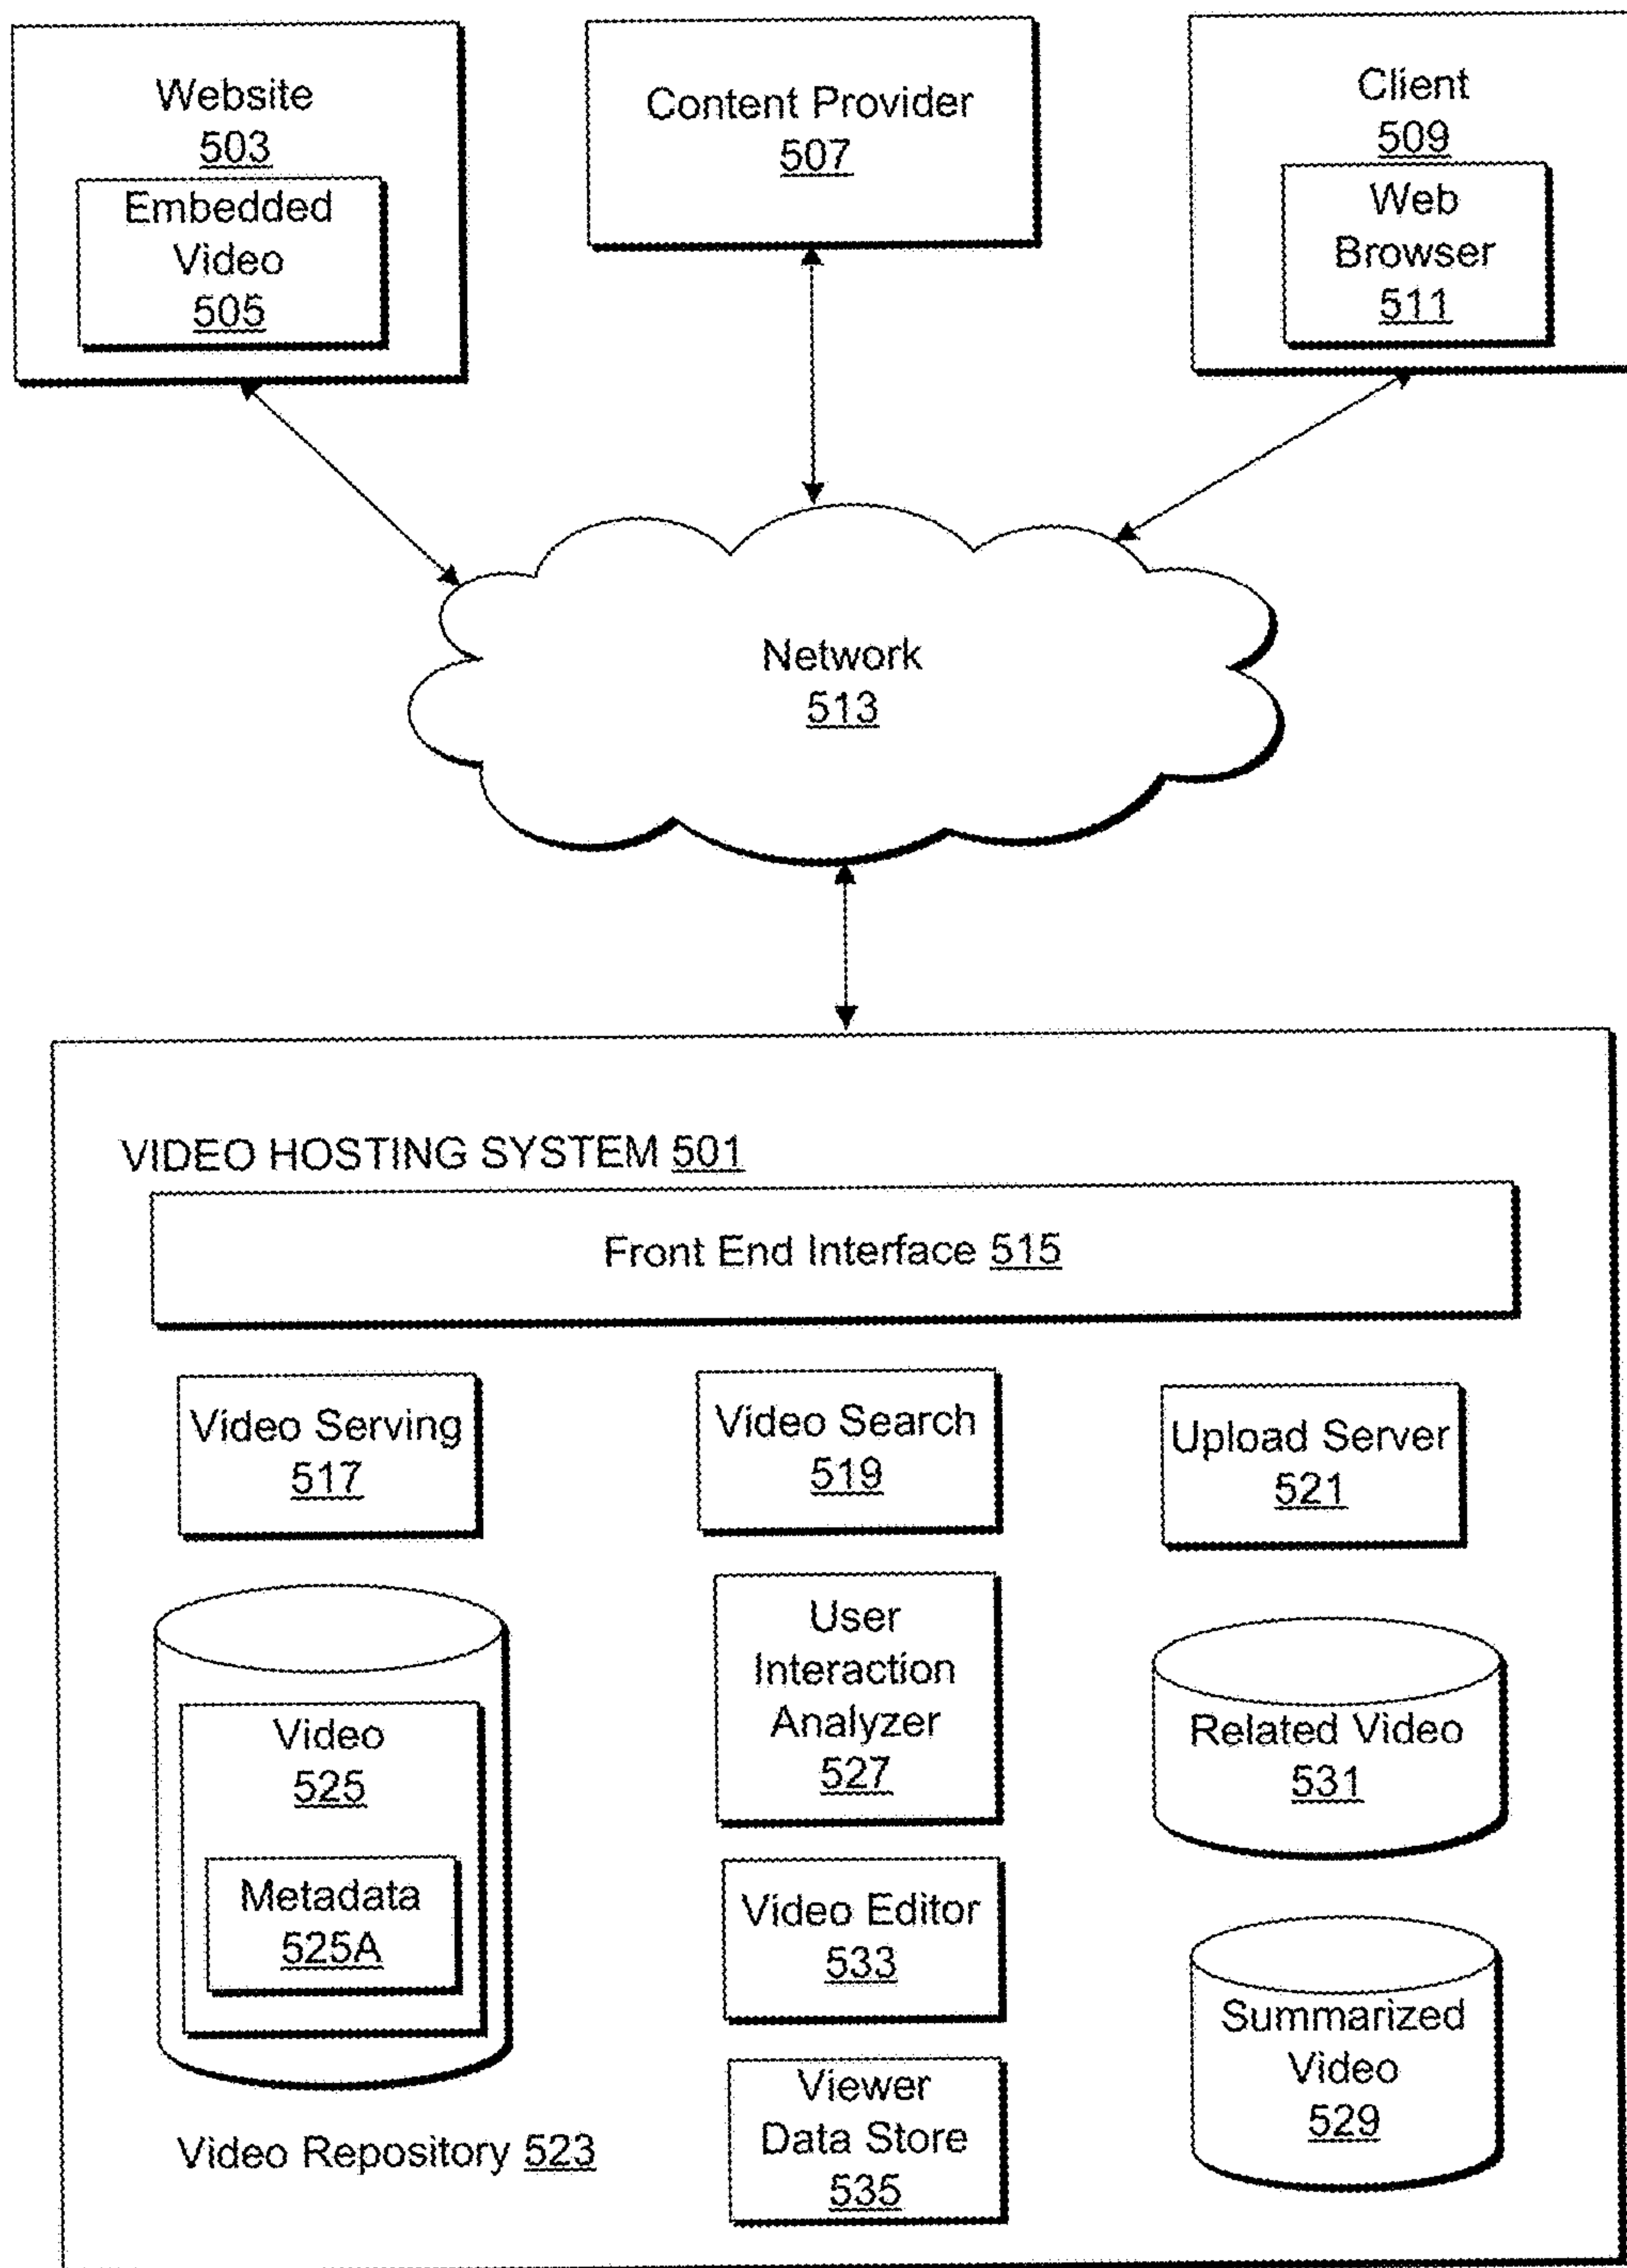 Website
503
Embedded
Video
505
Content Provider
507
Client
509
Web
Browser
511
Network
513
VIDEO HOSTING SYSTEM 501
Front End Interface 515
Video Serving
517
Video Search
519
Upload Server
521
Video
525
Metadata
525A
Video Repository 523
User
Interaction
Analyzer
527
Video Editor
533
Viewer
Data Store
535
Related Video
531
Summarized
Video
529